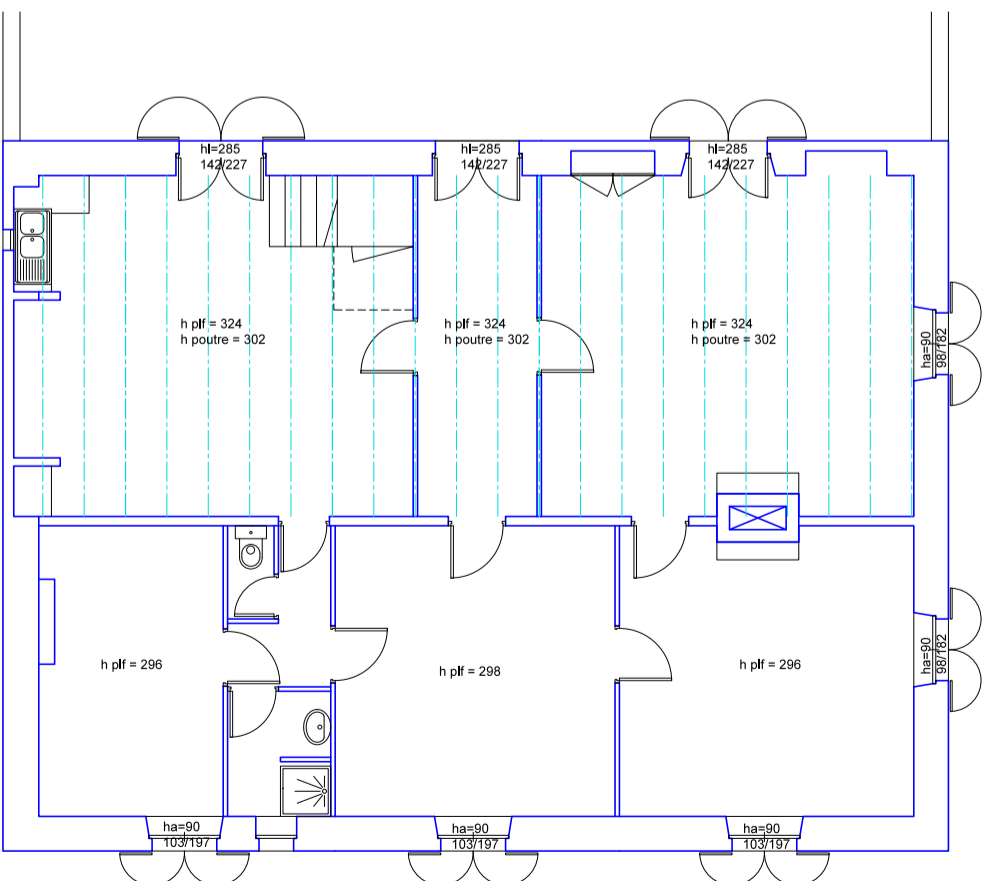 hl=285
142/227
hl=285
142/227
hl=285
142/227
h plf = 324
h poutre = 302
h plf = 324
h poutre = 302
h plf = 324
h poutre = 302
ha=90
98/182
h plf = 296
h plf = 298
h plf = 296
ha=90
98/182
ha=90
103/197
ha=90
103/197
ha=90
103/197